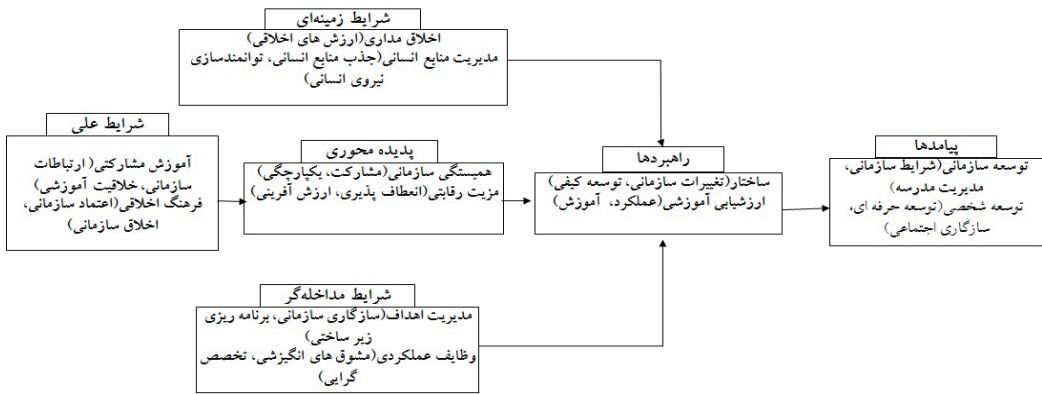 شرایط زمینه‌ای
اخلاق مداری(ارزش های اخلاقی)
مدیریت منابع انسانی(جذب منابع انسانی، توانمندسازی
نیروی انسانی)
شرایط علی
آموزش مشارکتی( ارتباطات
سازمانی، خلاقیت آموزشی)
فرهنگ اخلاقی(اعتماد سازمانی،
اخلاق سازمانی)
پدیده محوری
همبستگی سازمانی(مشارکت، یکپارچگی)
مزیت رقابتی(انعطاف پذیری، ارزش آفرینی)
راهبردها
ساختار(تغییرات سازمانی، توسعه کیفی)
ارزشیابی آموزشی(عملکرد، آموزش)
پیامدها
توسعه سازمانی(شرایط سازمانی،
مدیریت مدرسه)
توسعه شخصی(توسعه حرفه ای،
سازگاری اجتماعی)
شرایط مداخله‌گر
مدیریت اهداف(سازگاری سازمانی، برنامه ریزی
زیر ساختی)
وظایف عملکردی(مشوق های انگیزشی، تخصص
گرایی)